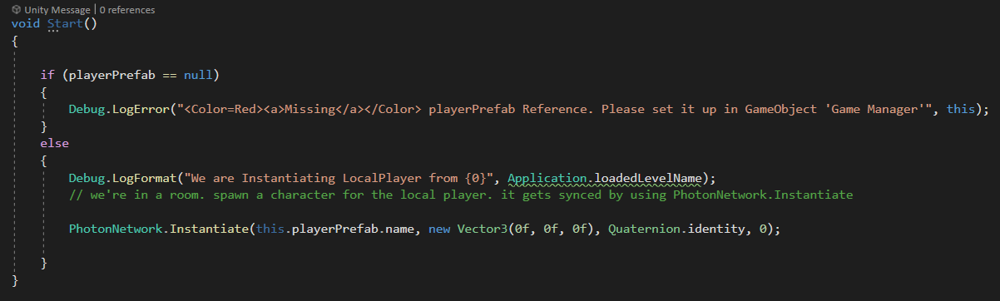 Unity Message | 0 references
void Start()
{
if (playerPrefab == null)
{
Debug.LogError("<Color=Red><a>Missing</a></Color> playerPrefab Reference. Please set it up in GameObject 'Game Manager'", this);
}
else
{
Debug.LogFormat("We are Instantiating LocalPlayer from {0}", Application.loadedLevelName);
// we're in a room. spawn a character for the local player. it gets synced by using PhotonNetwork.Instantiate
PhotonNetwork.Instantiate(this.playerPrefab.name, new Vector3(0f, 0f, 0f), Quaternion.identity, 0);
}
}